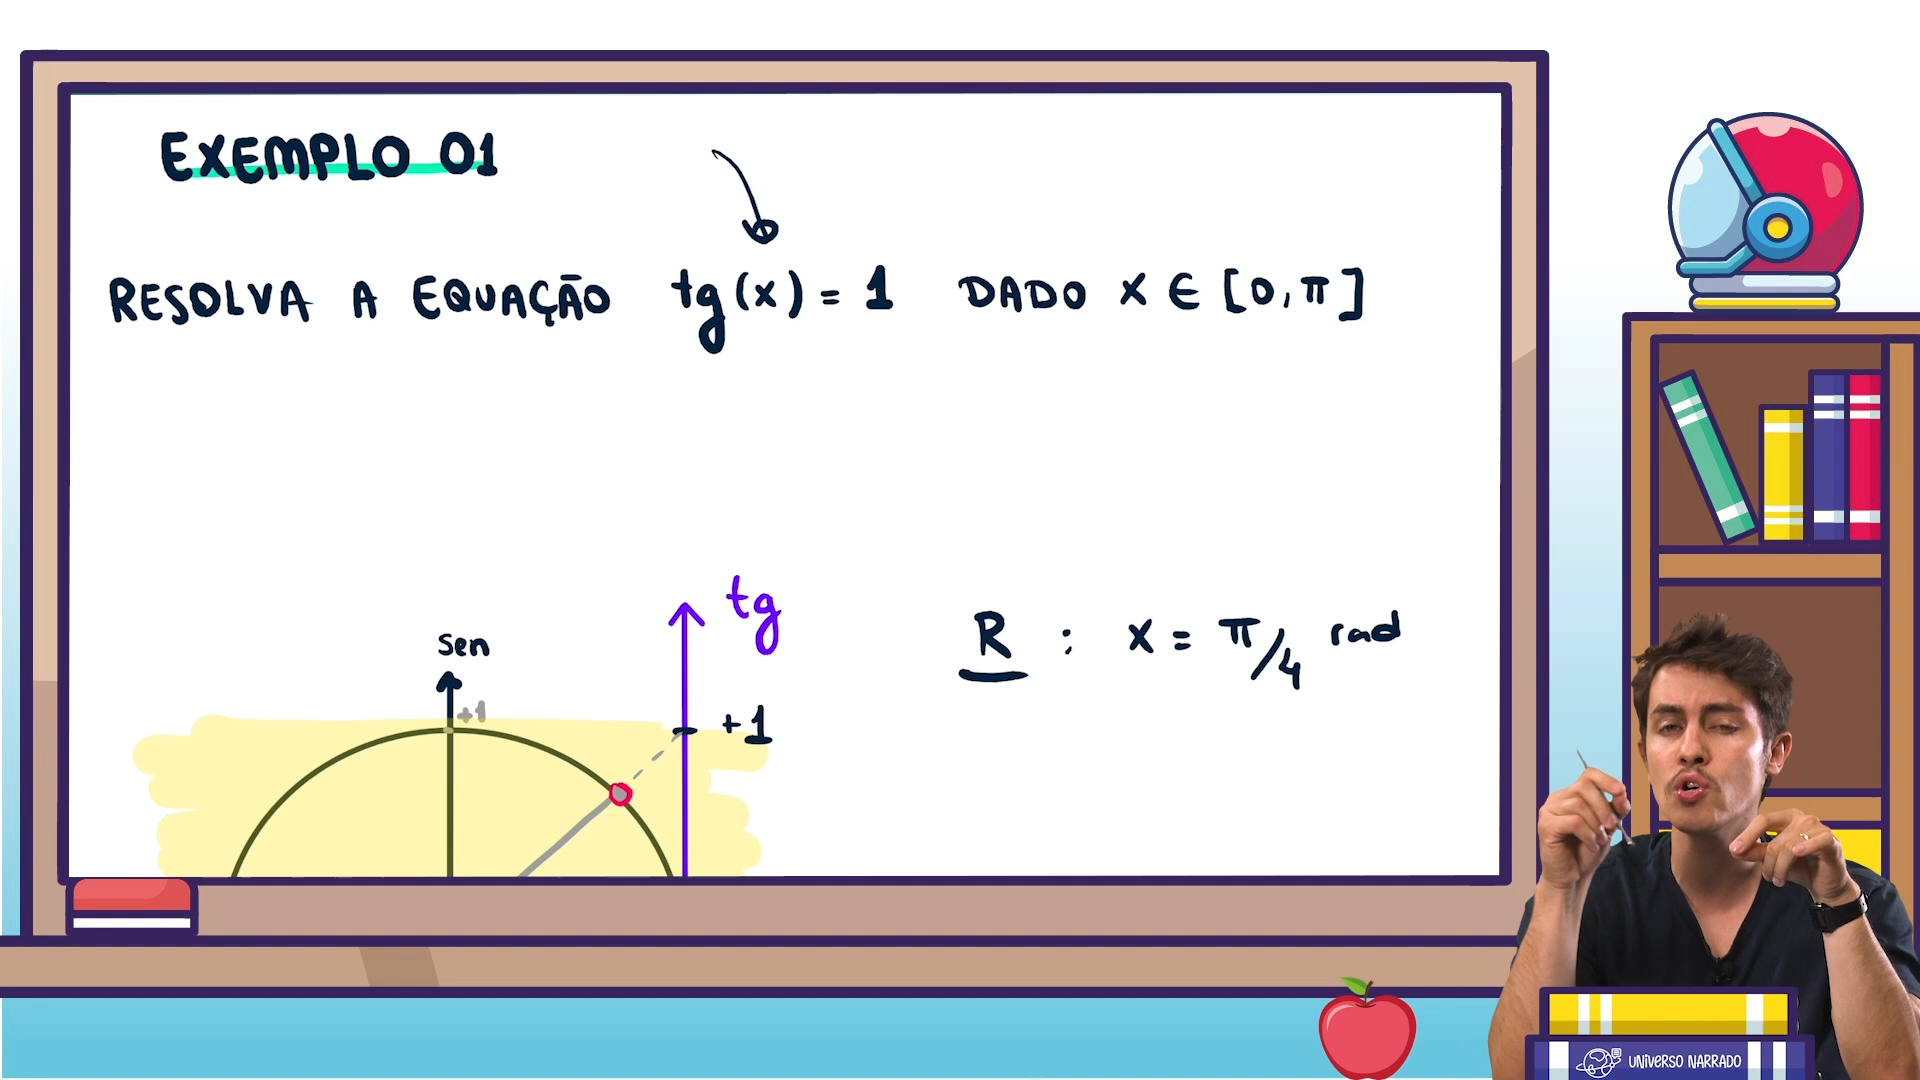 EXEMPLO 01
RESOLVA A EQUAÇÃO tg(x) = 1 DADO X ∈ [0,π]
tg
sen
R : X = π/4 rad
+1
+1
UNIVERSO NARRADO